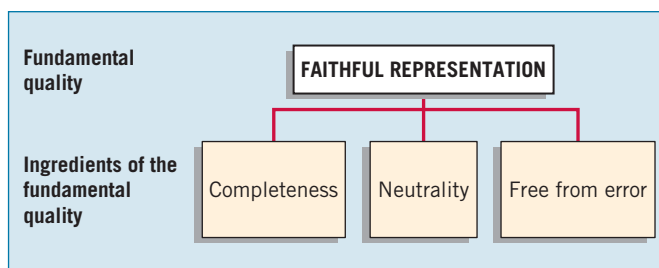 Fundamental
quality
FAITHFUL REPRESENTATION
Ingredients of the
fundamental
quality
Completeness
Neutrality
Free from error